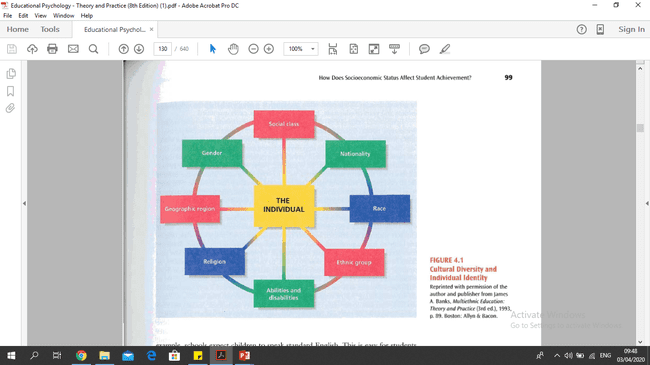 Educational Psychology - Theory and Practice (8th Edition) (1).pdf - Adobe Acrobat Pro DC
File Edit View Window Help
Home Tools Educational Psychol... × Sign In
130 / 640 100%
How Does Socioeconomic Status Affect Student Achievement? 99
Social class
Gender
Nationality
THE
INDIVIDUAL
Geographic region
Race
Religion
Ethnic group
Abilities and
disabilities
FIGURE 4.1
Cultural Diversity and
Individual Identity
Reprinted with permission of the
author and publisher from James
A. Banks, Multiethnic Education:
Theory and Practice (3rd ed.), 1993,
p. 89. Boston: Allyn & Bacon.
Activate Windows
Go to Settings to activate Windows.
example, schools expect children to speak standard English. This is easy for students
ENG
09:48
03/04/2020